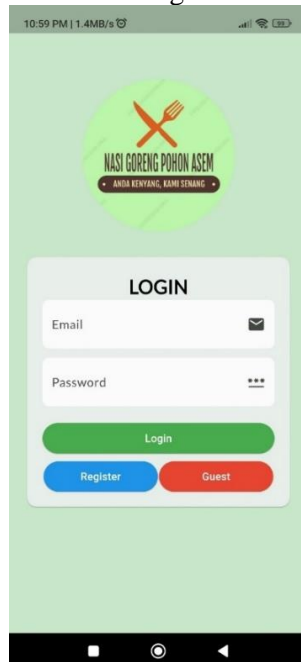 10:59 PM | 1.4MB/s
NASI GORENG POHON ASEM
• ANDA KENYANG, KAMI SENANG •
LOGIN
Email
Password
Login
Register
Guest